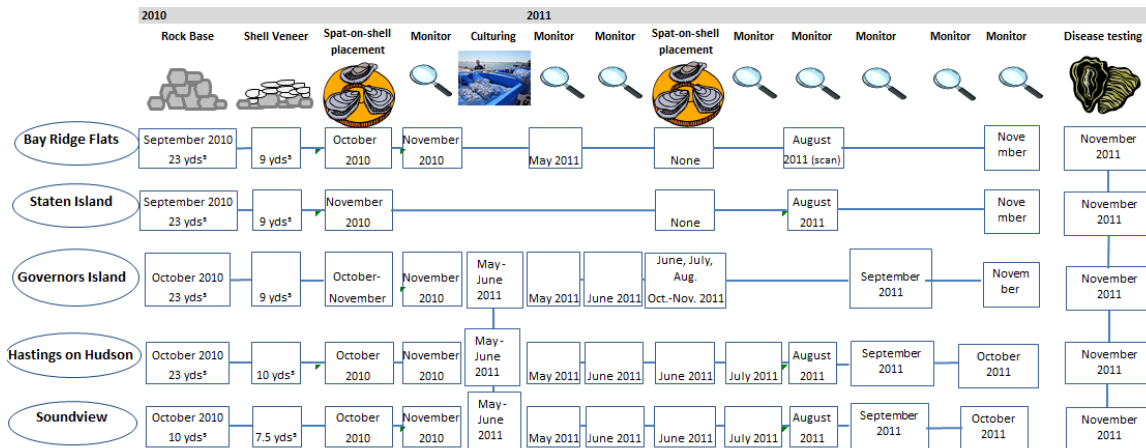 2010 2011
Rock Base Shell Veneer Spat-on-shell placement Monitor Culturing Monitor Monitor Spat-on-shell placement Monitor Monitor Monitor Monitor Monitor Disease testing
Bay Ridge Flats
September 2010
23 yds³
9 yds³
October
2010
November
2010
May 2011
None
August
2011 (scan)
Nove
mber
November
2011
Staten Island
September 2010
23 yds³
9 yds³
November
2010
None
August
2011
Nove
mber
November
2011
Governors Island
October 2010
23 yds³
9 yds³
October-
November
November
2010
May-
June
2011
May 2011
June 2011
June, July,
Aug.
Oct.-Nov. 2011
September
2011
Novem
ber
November
2011
Hastings on Hudson
October 2010
23 yds³
10 yds³
October
2010
November
2010
May-
June
2011
May 2011
June 2011
June 2011
July 2011
August
2011
September
2011
October
2011
November
2011
Soundview
October 2010
10 yds³
7.5 yds³
October
2010
November
2010
May-
June
2011
May 2011
June 2011
June 2011
July 2011
August
2011
September
2011
October
2011
November
2011